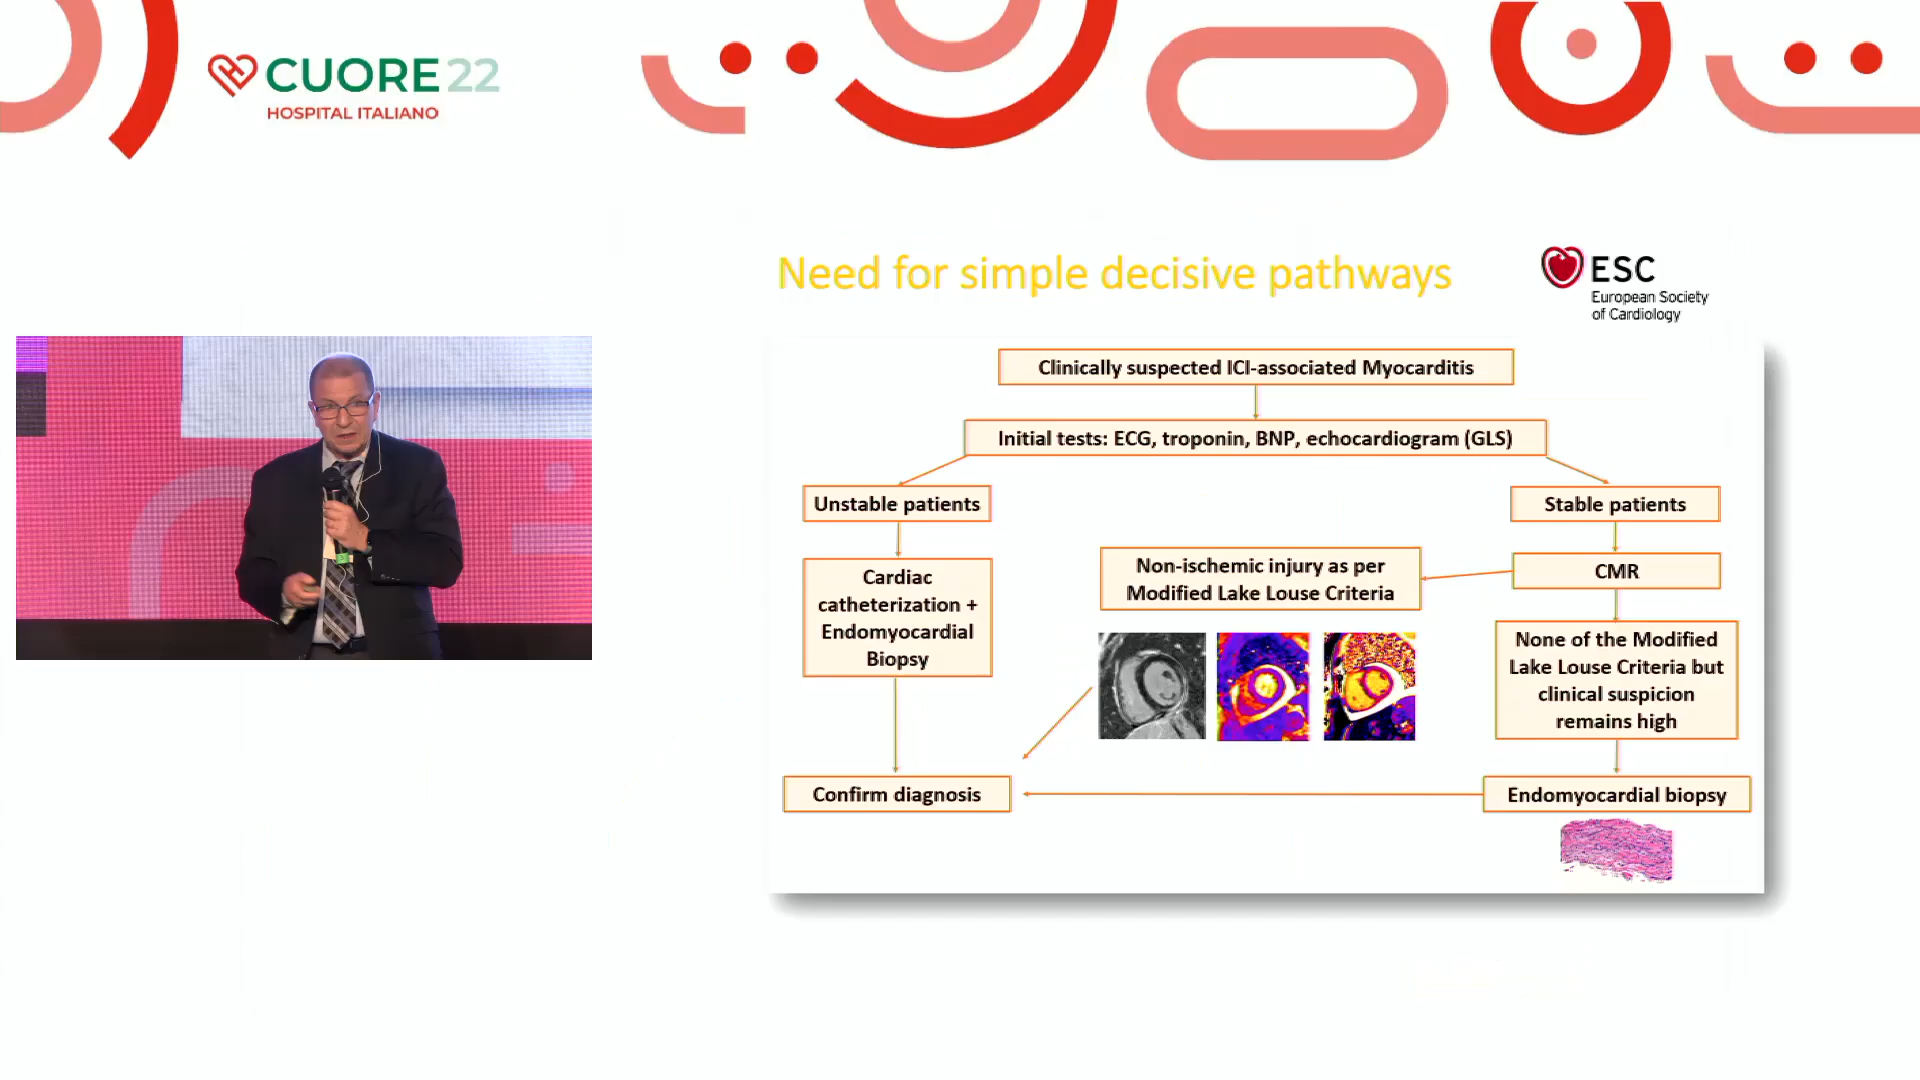 CUORE 22
HOSPITAL ITALIANO
Need for simple decisive pathways
ESC
European Society
of Cardiology
Clinically suspected ICI-associated Myocarditis
Initial tests: ECG, troponin, BNP, echocardiogram (GLS)
Unstable patients
Stable patients
Cardiac
catheterization +
Endomyocardial
Biopsy
Non-ischemic injury as per
Modified Lake Louse Criteria
CMR
None of the Modified
Lake Louse Criteria but
clinical suspicion
remains high
Confirm diagnosis
Endomyocardial biopsy